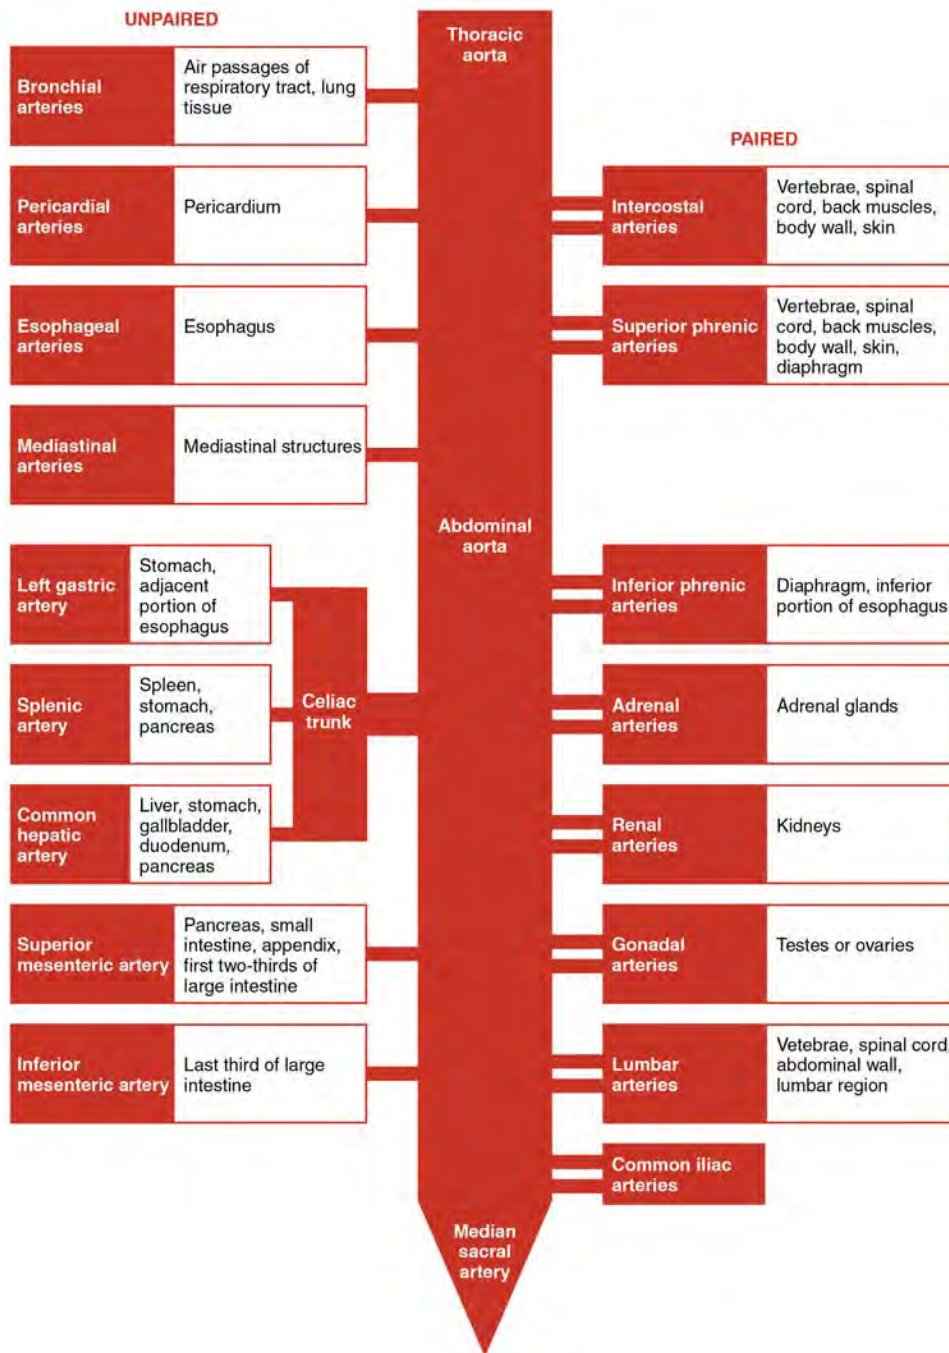 UNPAIRED
Thoracic
aorta
Bronchial
arteries
Air passages of
respiratory tract, lung
tissue
PAIRED
Pericardial
arteries
Pericardium
Intercostal
arteries
Vertebrae, spinal
cord, back muscles,
body wall, skin
Esophageal
arteries
Esophagus
Superior phrenic
arteries
Vertebrae, spinal
cord, back muscles,
body wall, skin,
diaphragm
Mediastinal
arteries
Mediastinal structures
Abdominal
aorta
Left gastric
artery
Stomach,
adjacent
portion of
esophagus
Inferior phrenic
arteries
Diaphragm, inferior
portion of esophagus
Splenic
artery
Spleen,
stomach,
pancreas
Celiac
trunk
Adrenal
arteries
Adrenal glands
Common
hepatic
artery
Liver, stomach,
gallbladder,
duodenum,
pancreas
Renal
arteries
Kidneys
Superior
mesenteric artery
Pancreas, small
intestine, appendix,
first two-thirds of
large intestine
Gonadal
arteries
Testes or ovaries
Inferior
mesenteric artery
Last third of large
intestine
Lumbar
arteries
Vetebrae, spinal cord,
abdominal wall,
lumbar region
Common iliac
arteries
Median
sacral
artery